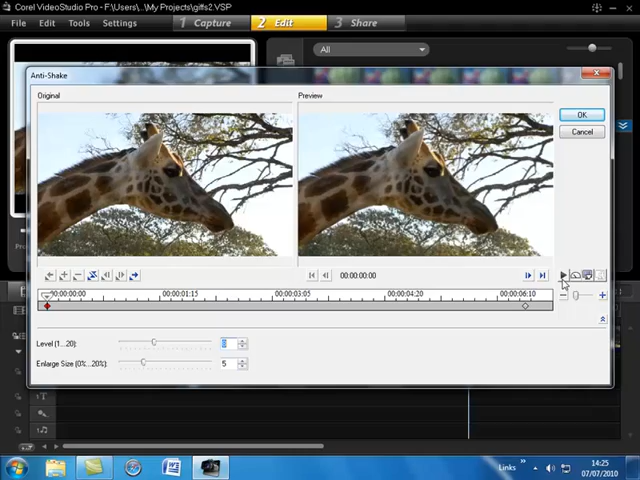 Corel VideoStudio Pro - F:\Users\...\My Projects\giffs2.VSP
File Edit Tools Settings
1 Capture
2 Edit
3 Share
All
Anti-Shake
Original
Preview
OK
Cancel
00:00:00:00
00:00:00:00 00:00:01:15 00:00:03:05 00:00:04:20 00:00:06:10
Level (1...20):
Enlarge Size (0%...20%):
5
1T
Links
14:25
07/07/2010